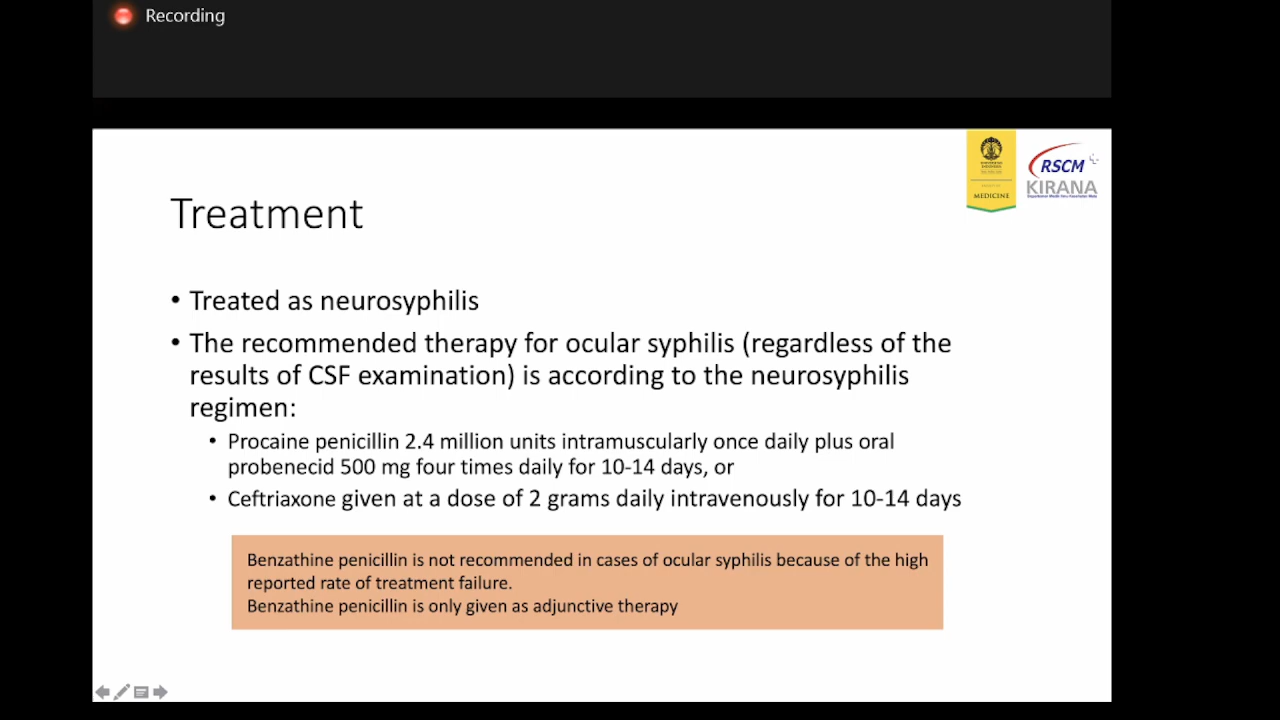 Recording
MEDICINE
RSCM
KIRANA
Treatment
• Treated as neurosyphilis
• The recommended therapy for ocular syphilis (regardless of the
results of CSF examination) is according to the neurosyphilis
regimen:
• Procaine penicillin 2.4 million units intramuscularly once daily plus oral
probenecid 500 mg four times daily for 10-14 days, or
• Ceftriaxone given at a dose of 2 grams daily intravenously for 10-14 days
Benzathine penicillin is not recommended in cases of ocular syphilis because of the high
reported rate of treatment failure.
Benzathine penicillin is only given as adjunctive therapy